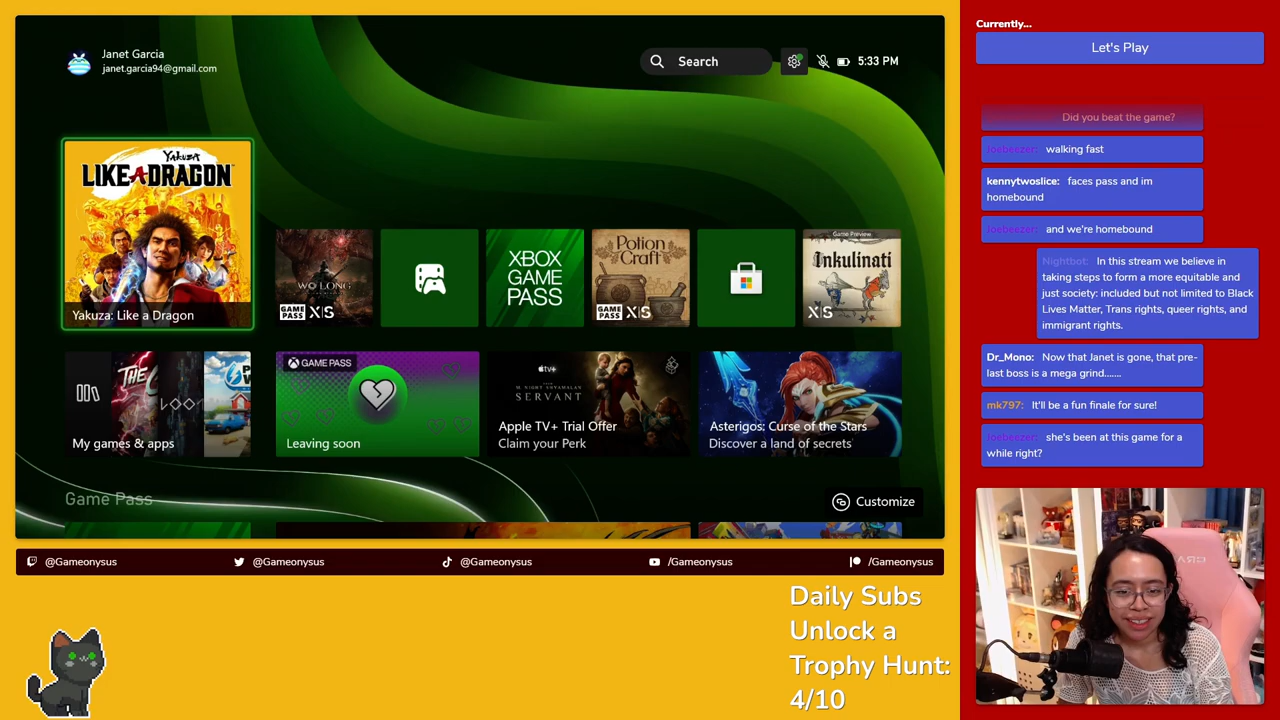 Janet Garcia
janet.garcia94@gmail.com
Search
5:33 PM
Yakuza
LIKE A DRAGON
Yakuza: Like a Dragon
WO LONG
GAME PASS X|S
XBOX
GAME
PASS
Potion
Craft
GAME PASS X|S
Game Preview
Inkulinati
X|S
THE
LOO
My games & apps
GAME PASS
Leaving soon
tv+
SERVANT
Apple TV+ Trial Offer
Claim your Perk
Asterigos: Curse of the Stars
Discover a land of secrets
Game Pass
Customize
@Gameonysus
@Gameonysus
@Gameonysus
/Gameonysus
/Gameonysus
Daily Subs
Unlock a
Trophy Hunt:
4/10
Currently...
Let's Play
Did you beat the game?
Joebeezer: walking fast
kennytwoslice: faces pass and im
homebound
Joebeezer: and we're homebound
Nightbot: In this stream we believe in
taking steps to form a more equitable and
just society: included but not limited to Black
Lives Matter, Trans rights, queer rights, and
immigrant rights.
Dr_Mono: Now that Janet is gone, that pre-
last boss is a mega grind.......
mk797: It'll be a fun finale for sure!
Joebeezer: she's been at this game for a
while right?